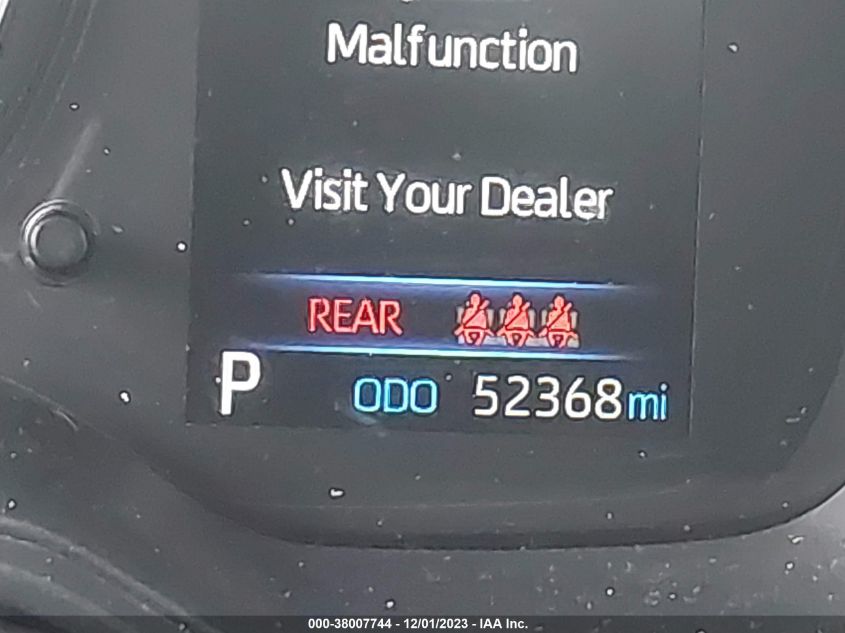 Malfunction
Visit Your Dealer
REAR
P ODO 52368mi
000-38007744 - 12/01/2023 - IAA Inc.